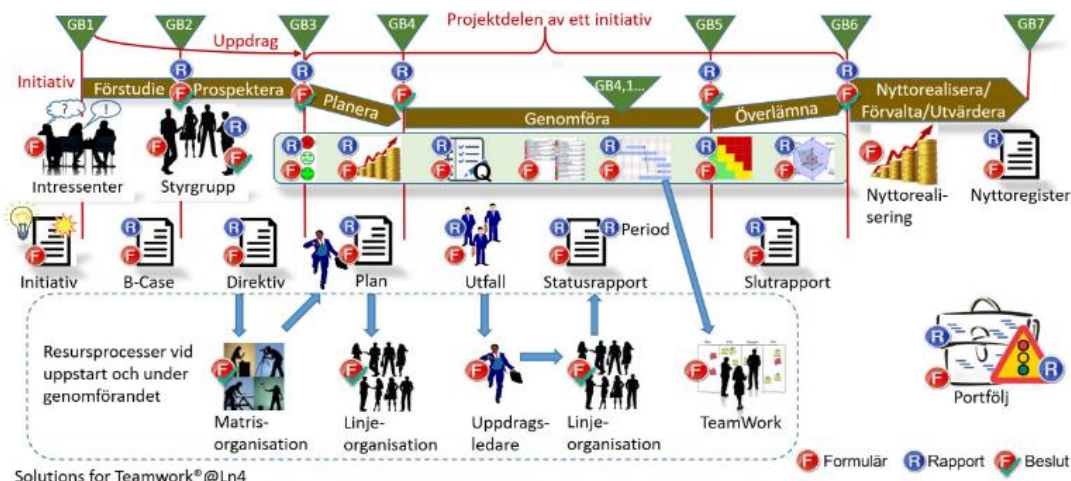 Projektdelen av ett initiativ
GB1
GB2
GB3
GB4
GB5
GB6
GB7
Uppdrag
Initiativ
R
R
R
R
R
Förstudie
F
Prospektera
F
Planera
F
Genomföra
GB4,1...
F
Överlämna
F
Nyttorealisera/
Förvalta/Utvärdera
? !
F
Intressenter
R
F
Styrgrupp
R
F
R
F
R
F
Q
R
F
R
F
R
F
R
F
F
Nyttoreali-
sering
R
F
Nyttoregister
F
Initiativ
R
F
B-Case
R
F
Direktiv
R
F
Plan
R
F
Utfall
R
F
R Period
Statusrapport
R
F
Slutrapport
Resursprocesser vid
uppstart och under
genomförandet
F
Matris-
organisation
F
Linje-
organisation
F
Uppdrags-
ledare
F
Linje-
organisation
F
TeamWork
R
F
R
Portfölj
F Formulär R Rapport F Beslut
Solutions for Teamwork®@Ln4